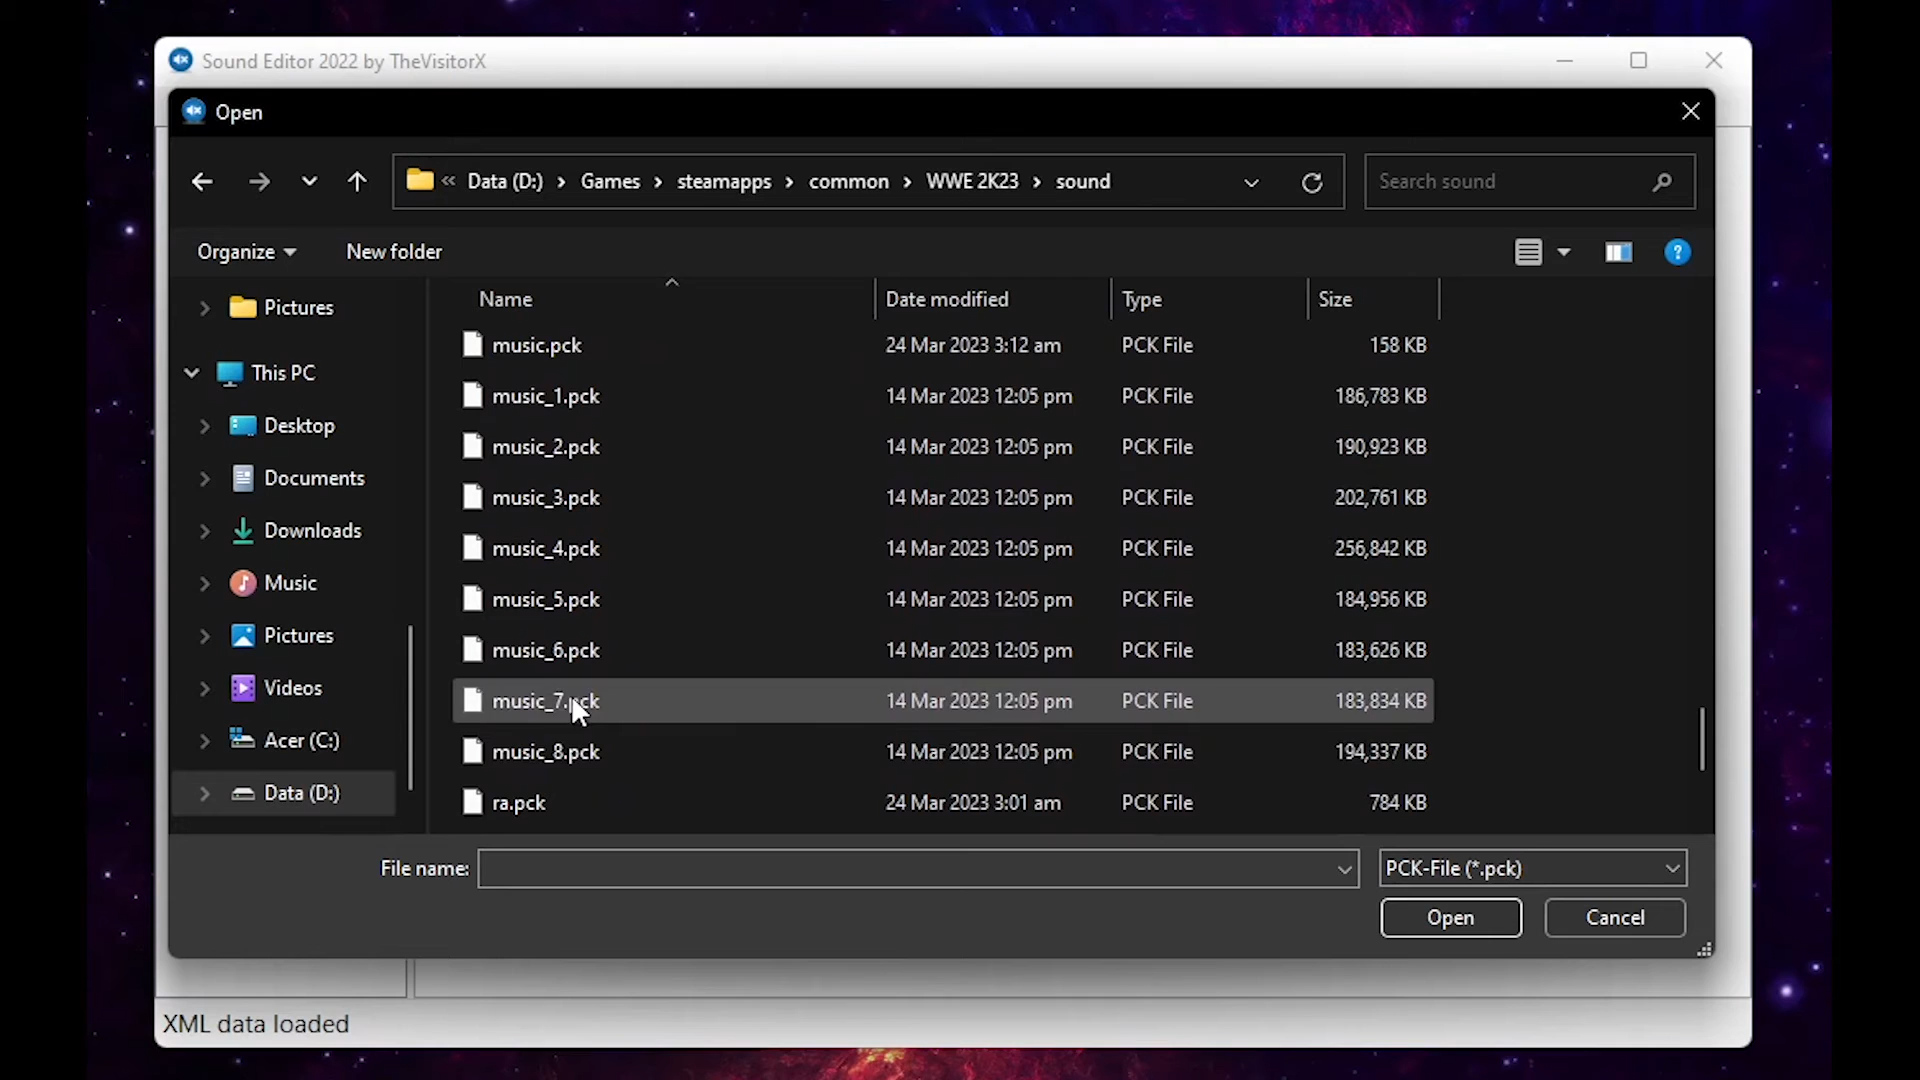 Sound Editor 2022 by TheVisitorX
Open
« Data (D:) › Games › steamapps › common › WWE 2K23 › sound
Search sound
Organize
New folder
?
Name
Date modified
Type
Size
Pictures
This PC
Desktop
Documents
Downloads
Music
Pictures
Videos
Acer (C:)
Data (D:)
music.pck 24 Mar 2023 3:12 am PCK File 158 KB
music_1.pck 14 Mar 2023 12:05 pm PCK File 186,783 KB
music_2.pck 14 Mar 2023 12:05 pm PCK File 190,923 KB
music_3.pck 14 Mar 2023 12:05 pm PCK File 202,761 KB
music_4.pck 14 Mar 2023 12:05 pm PCK File 256,842 KB
music_5.pck 14 Mar 2023 12:05 pm PCK File 184,956 KB
music_6.pck 14 Mar 2023 12:05 pm PCK File 183,626 KB
music_7.pck 14 Mar 2023 12:05 pm PCK File 183,834 KB
music_8.pck 14 Mar 2023 12:05 pm PCK File 194,337 KB
ra.pck 24 Mar 2023 3:01 am PCK File 784 KB
File name:
PCK-File (*.pck)
Open
Cancel
XML data loaded